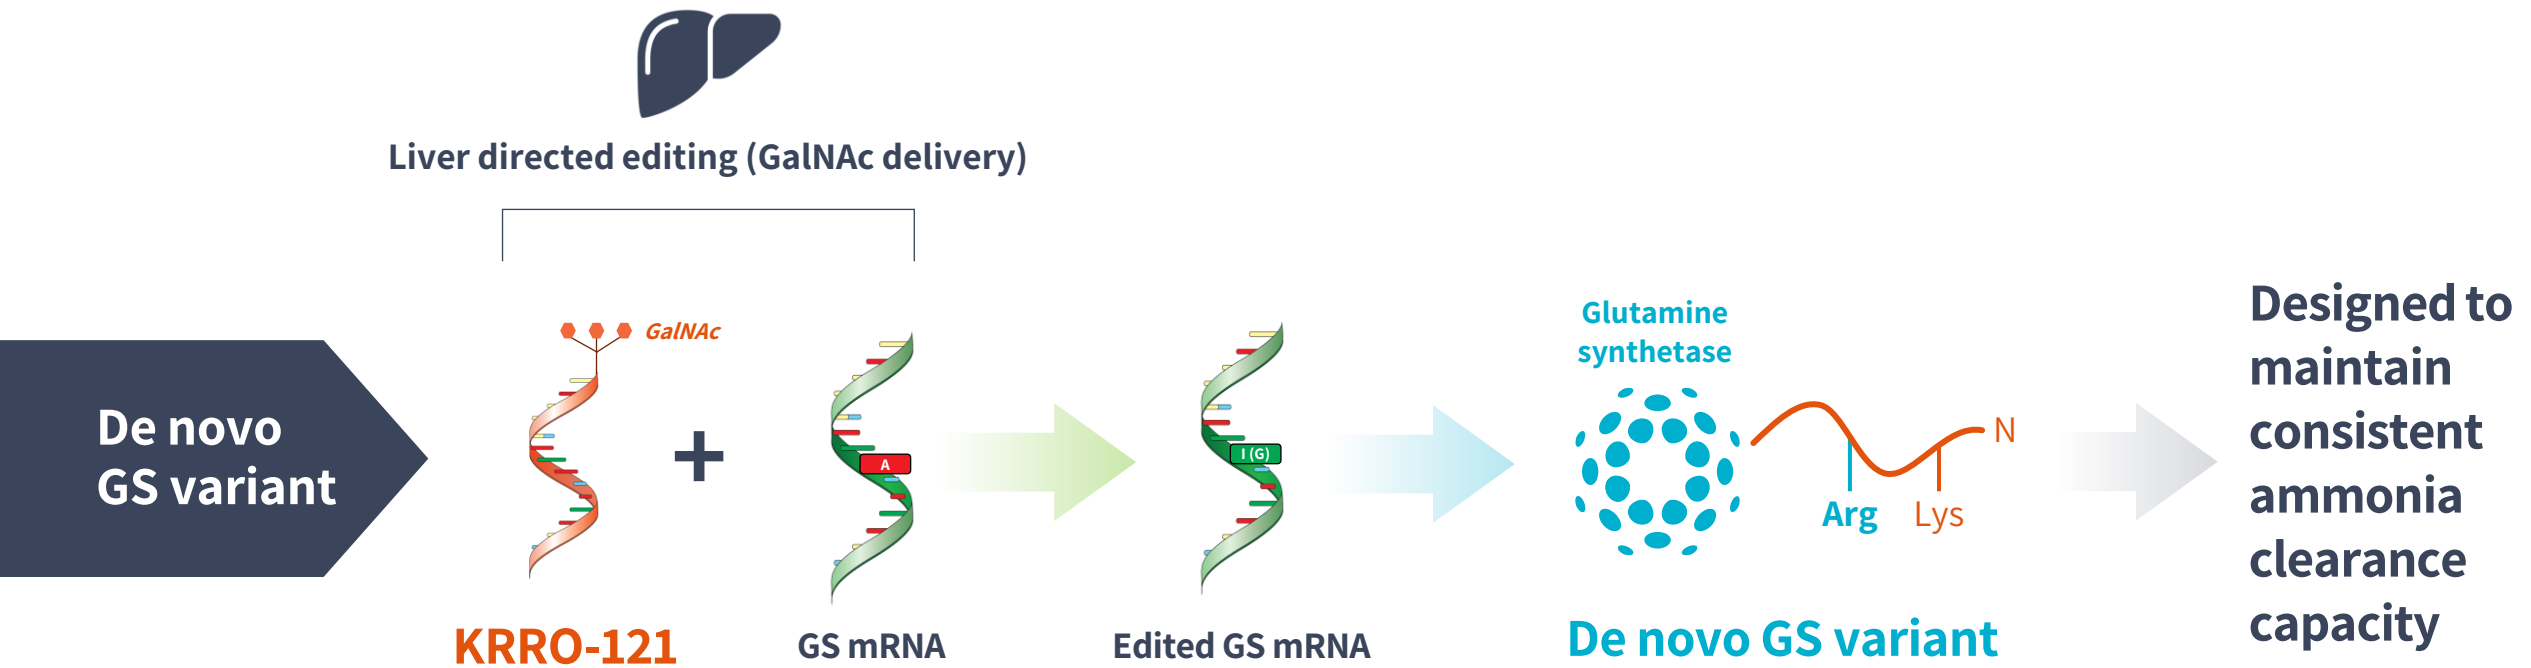 Liver directed editing (GalNAc delivery)
De novo
GS variant
GalNAc
KRRO-121
+
A
GS mRNA
I (G)
Edited GS mRNA
Glutamine
synthetase
N
Arg
Lys
De novo GS variant
Designed to
maintain
consistent
ammonia
clearance
capacity